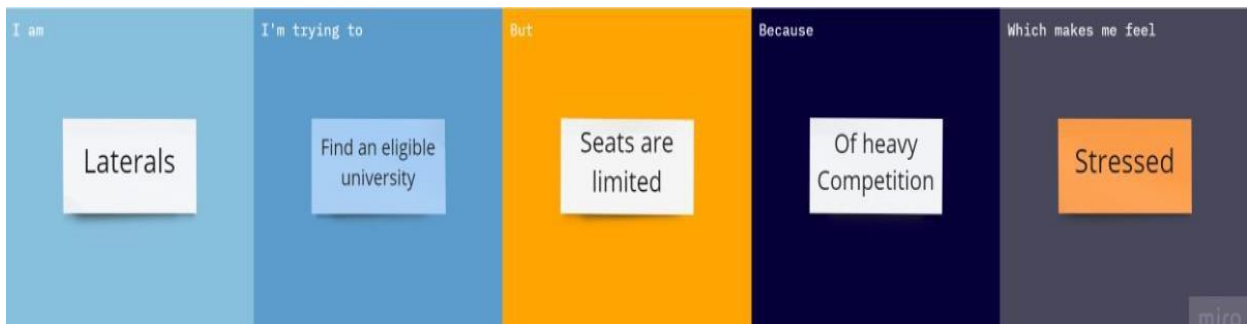 I am
Laterals
I'm trying to
Find an eligible
university
But
Seats are
limited
Because
Of heavy
Competition
Which makes me feel
Stressed
miro